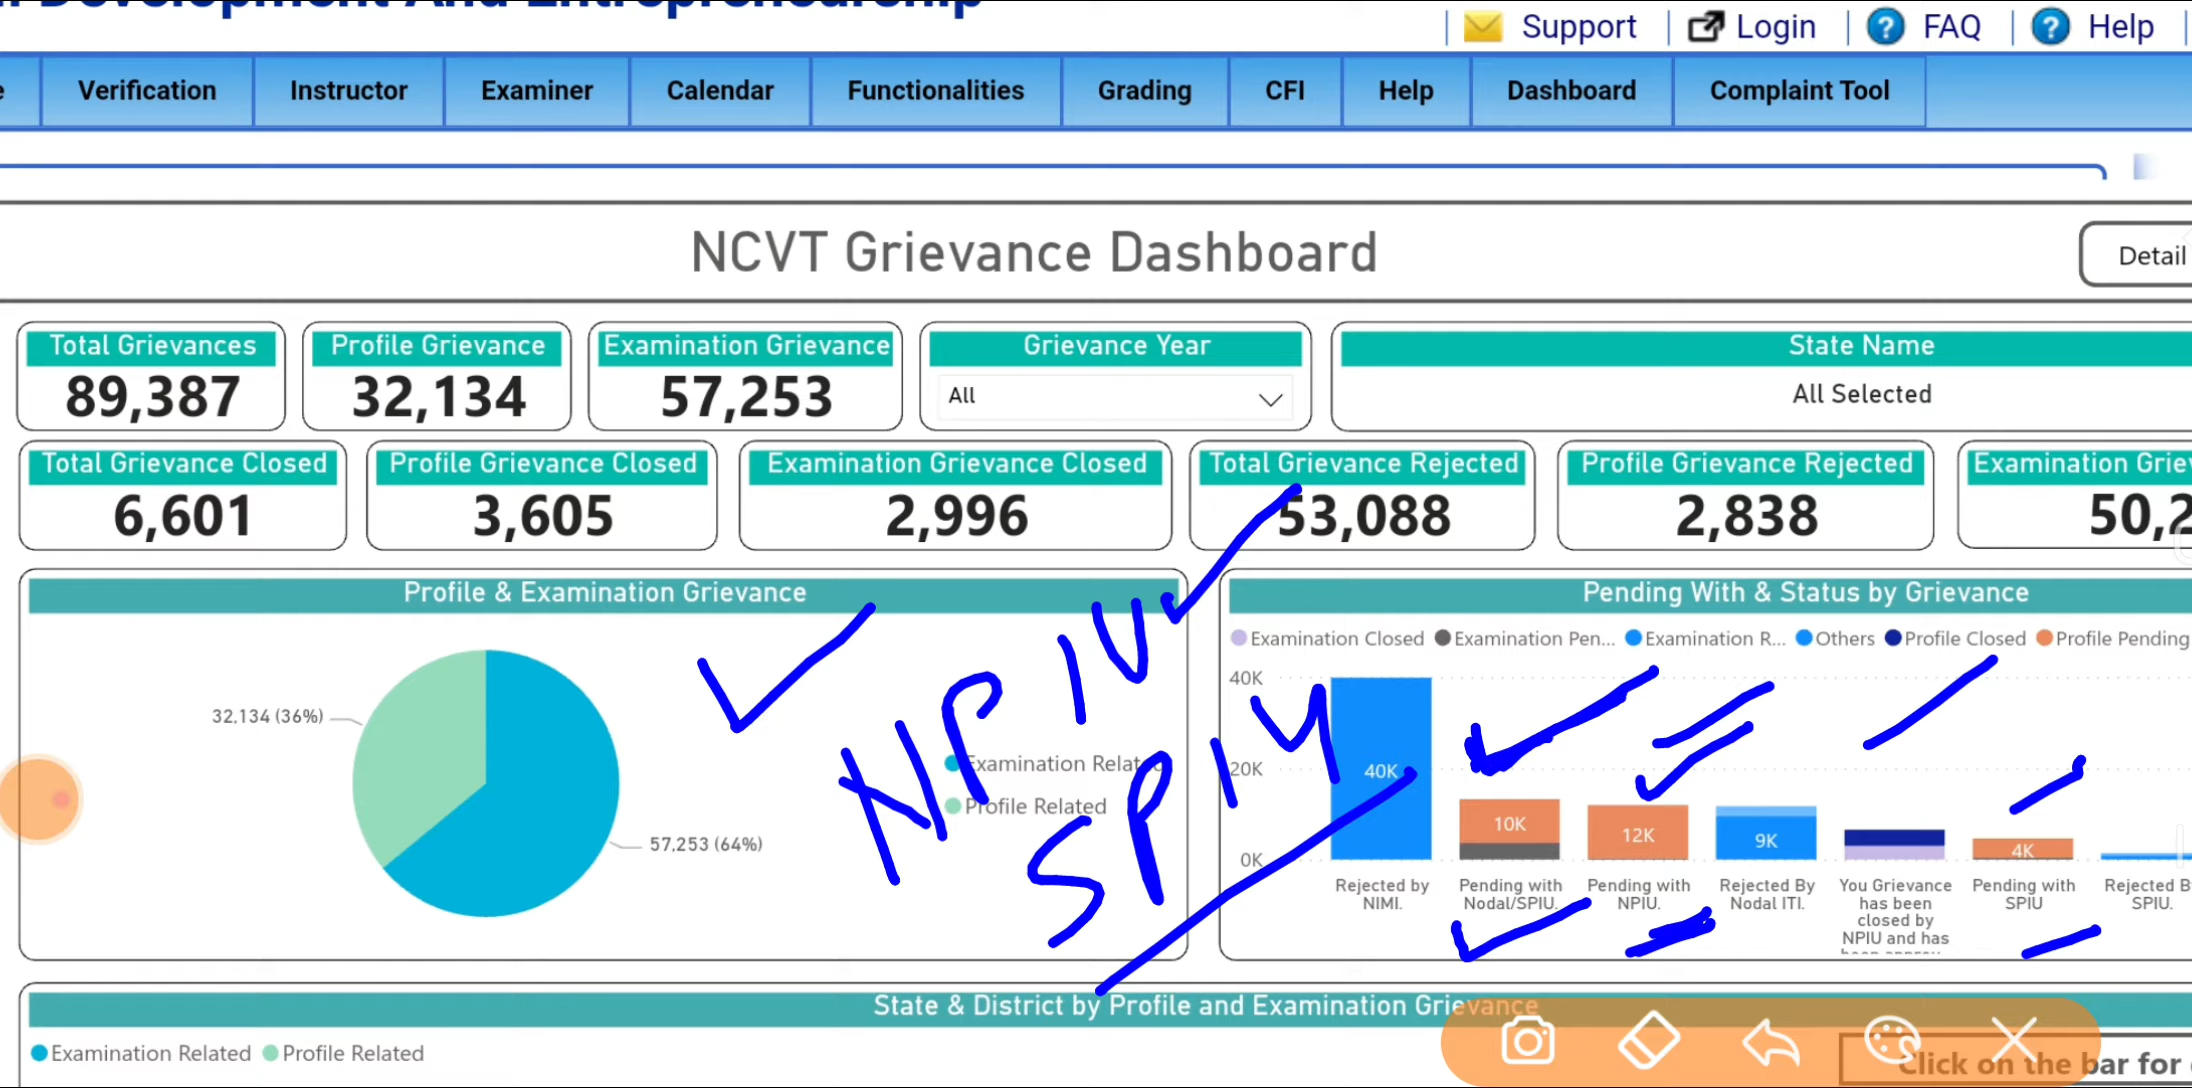 Support Login FAQ Help
Verification Instructor Examiner Calendar Functionalities Grading CFI Help Dashboard Complaint Tool
NCVT Grievance Dashboard
Detail
Total Grievances
89,387
Profile Grievance
32,134
Examination Grievance
57,253
Grievance Year
All
State Name
All Selected
Total Grievance Closed
6,601
Profile Grievance Closed
3,605
Examination Grievance Closed
2,996
Total Grievance Rejected
53,088
Profile Grievance Rejected
2,838
Examination Grie
50,2
Profile & Examination Grievance
32,134 (36%)
57,253 (64%)
Examination Related
Profile Related
NPIU
SPIU
Pending With & Status by Grievance
Examination Closed Examination Pen... Examination R... Others Profile Closed Profile Pending
40K
20K
0K
40K
10K
12K
9K
4K
Rejected by
NIMI.
Pending with
Nodal/SPIU.
Pending with
NPIU.
Rejected By
Nodal ITI.
You Grievance
has been
closed by
NPIU and has
Pending with
SPIU
Rejected B
SPIU.
State & District by Profile and Examination Grievance
Examination Related Profile Related
Click on the bar for